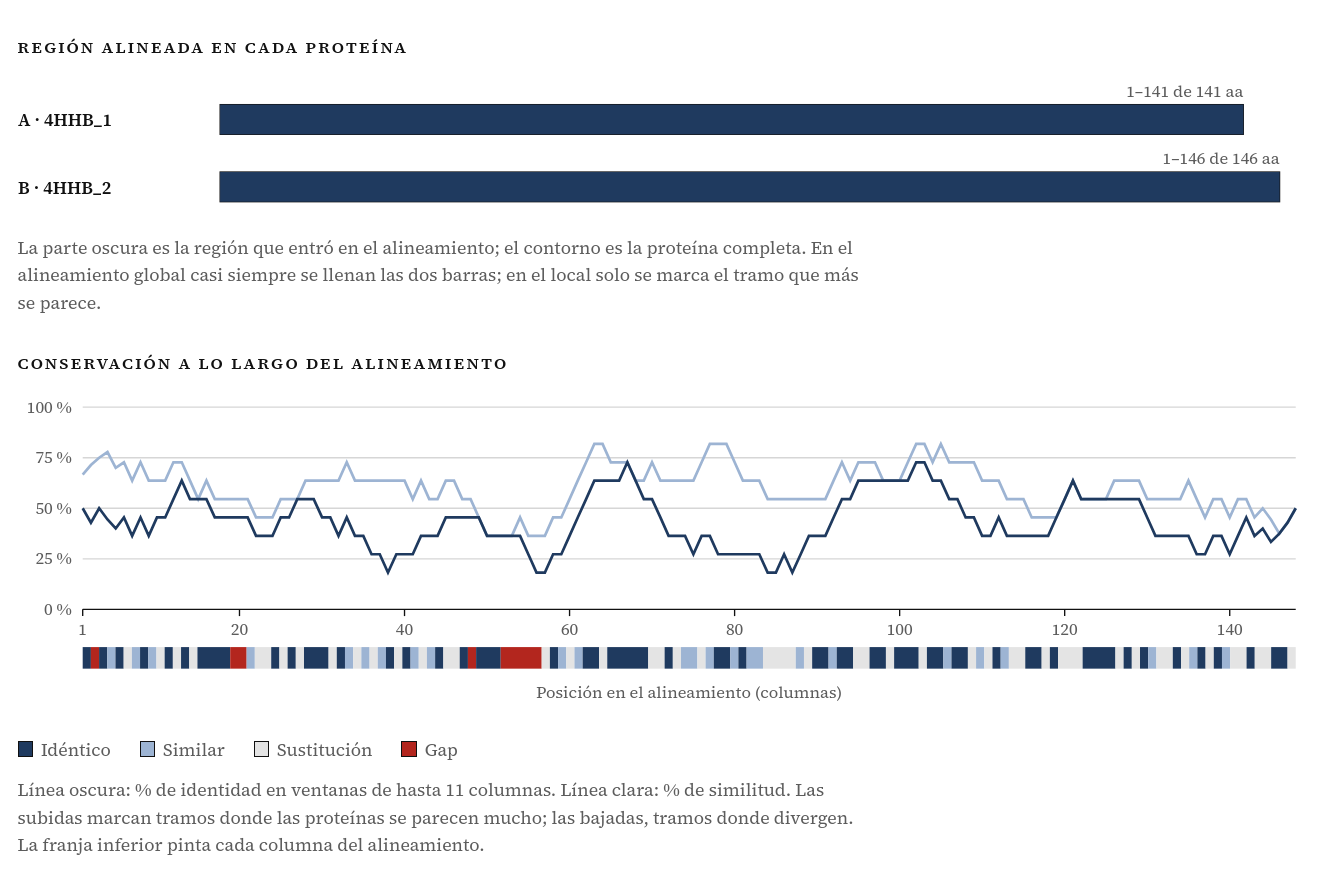 REGIÓN ALINEADA EN CADA PROTEÍNA
1–141 de 141 aa
A · 4HHB_1
1–146 de 146 aa
B · 4HHB_2
La parte oscura es la región que entró en el alineamiento; el contorno es la proteína completa. En el
alineamiento global casi siempre se llenan las dos barras; en el local solo se marca el tramo que más
se parece.
CONSERVACIÓN A LO LARGO DEL ALINEAMIENTO
100 %
75 %
50 %
25 %
0 %
1 20 40 60 80 100 120 140
Posición en el alineamiento (columnas)
Idéntico Similar Sustitución Gap
Línea oscura: % de identidad en ventanas de hasta 11 columnas. Línea clara: % de similitud. Las
subidas marcan tramos donde las proteínas se parecen mucho; las bajadas, tramos donde divergen.
La franja inferior pinta cada columna del alineamiento.